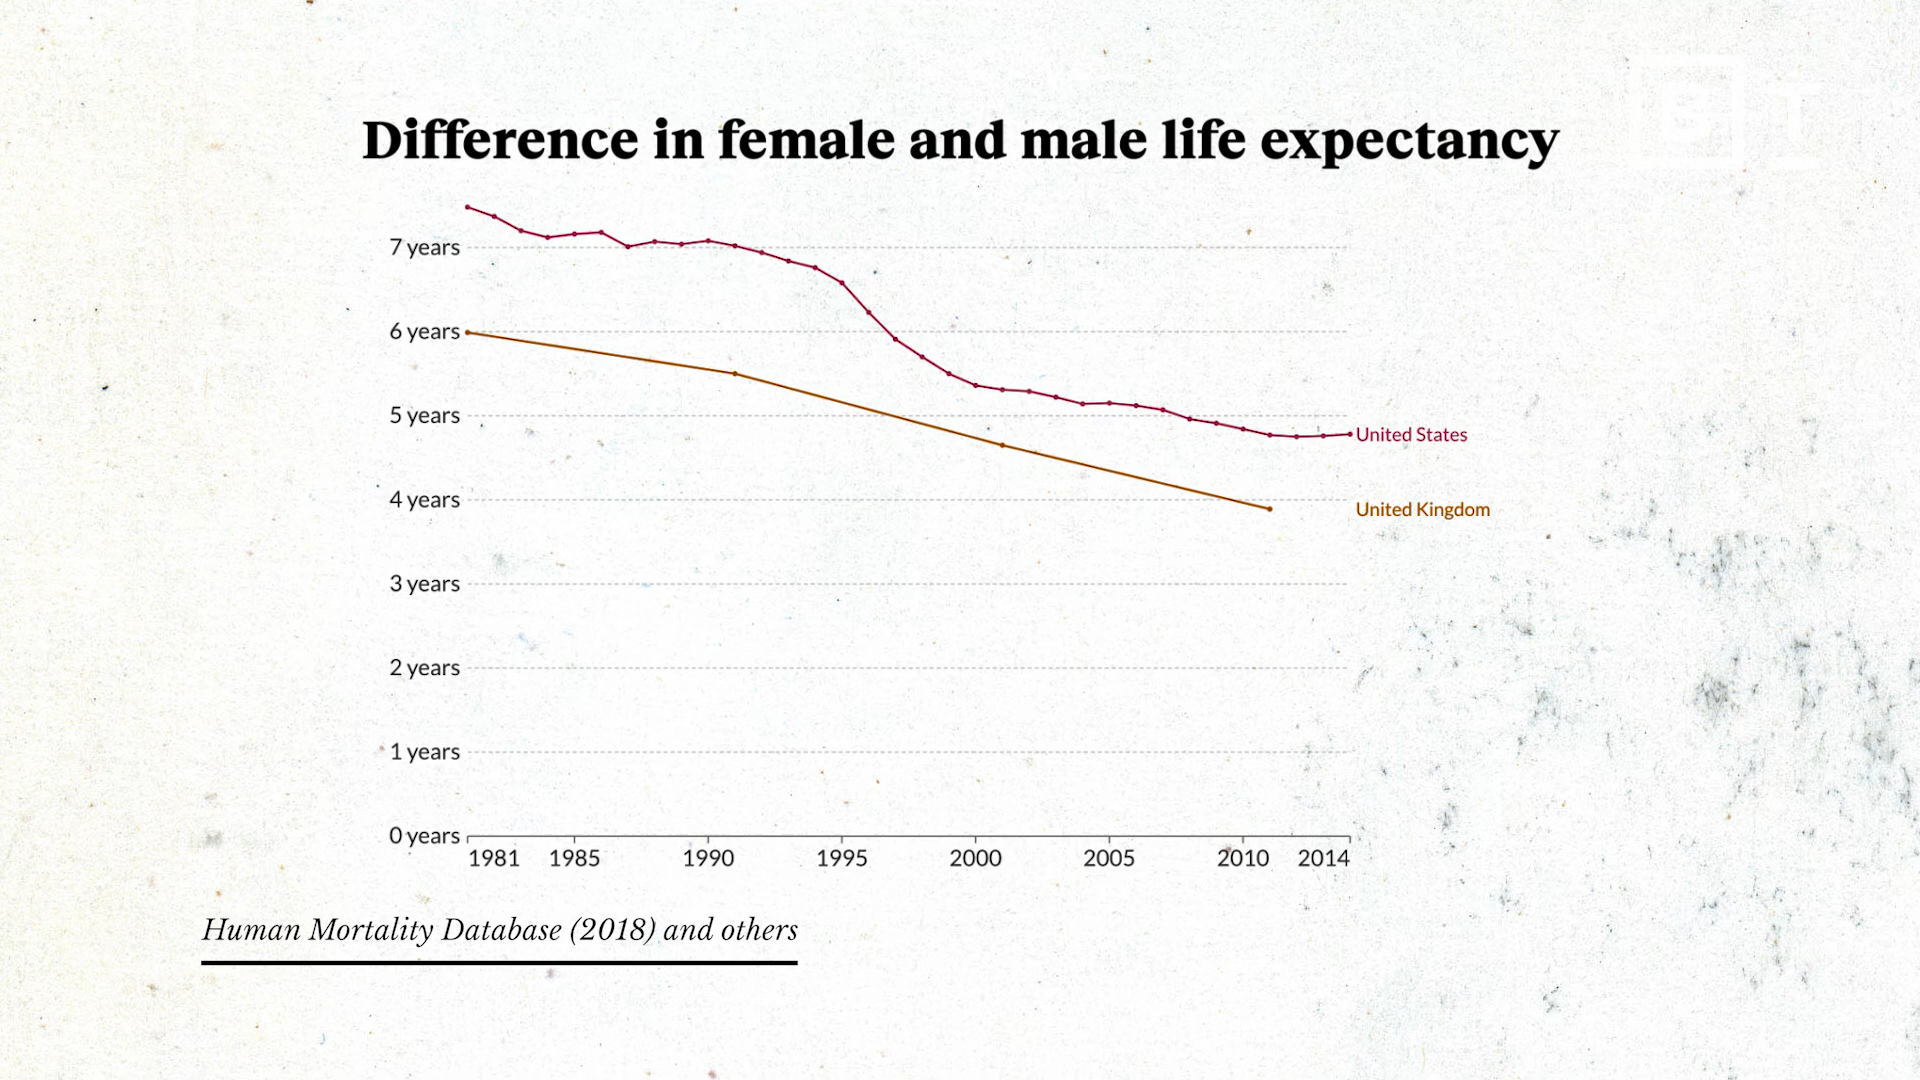 Difference in female and male life expectancy
7 years
6 years
5 years
United States
4 years
United Kingdom
3 years
2 years
1 years
0 years
1981 1985 1990 1995 2000 2005 2010 2014
Human Mortality Database (2018) and others